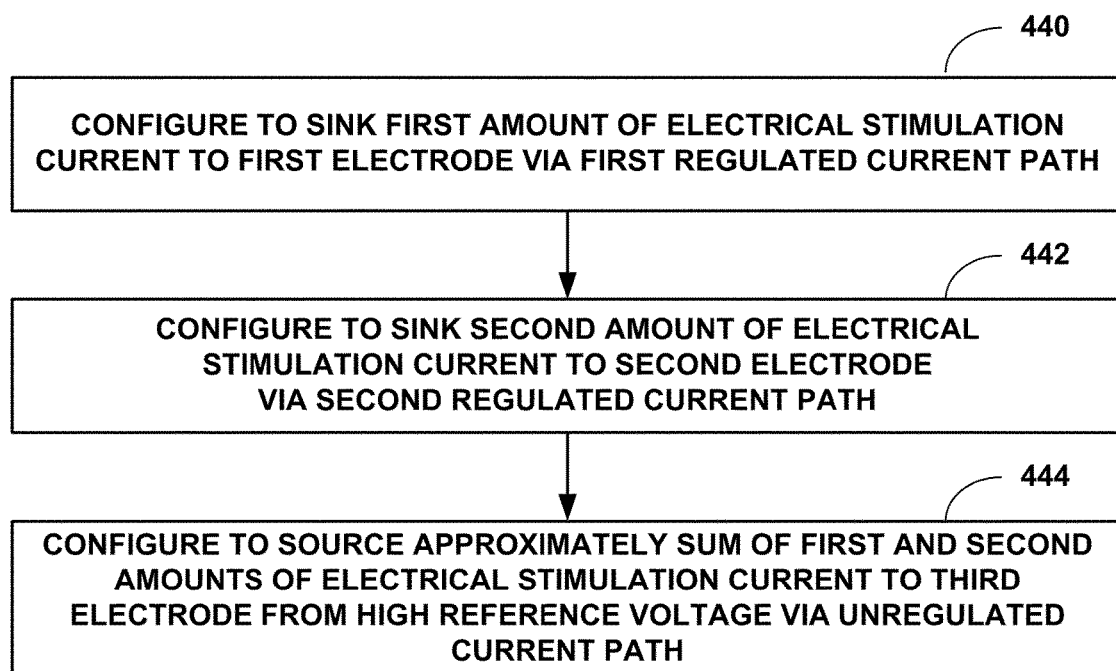 440
CONFIGURE TO SINK FIRST AMOUNT OF ELECTRICAL STIMULATION
CURRENT TO FIRST ELECTRODE VIA FIRST REGULATED CURRENT PATH
442
CONFIGURE TO SINK SECOND AMOUNT OF ELECTRICAL
STIMULATION CURRENT TO SECOND ELECTRODE
VIA SECOND REGULATED CURRENT PATH
444
CONFIGURE TO SOURCE APPROXIMATELY SUM OF FIRST AND SECOND
AMOUNTS OF ELECTRICAL STIMULATION CURRENT TO THIRD
ELECTRODE FROM HIGH REFERENCE VOLTAGE VIA UNREGULATED
CURRENT PATH